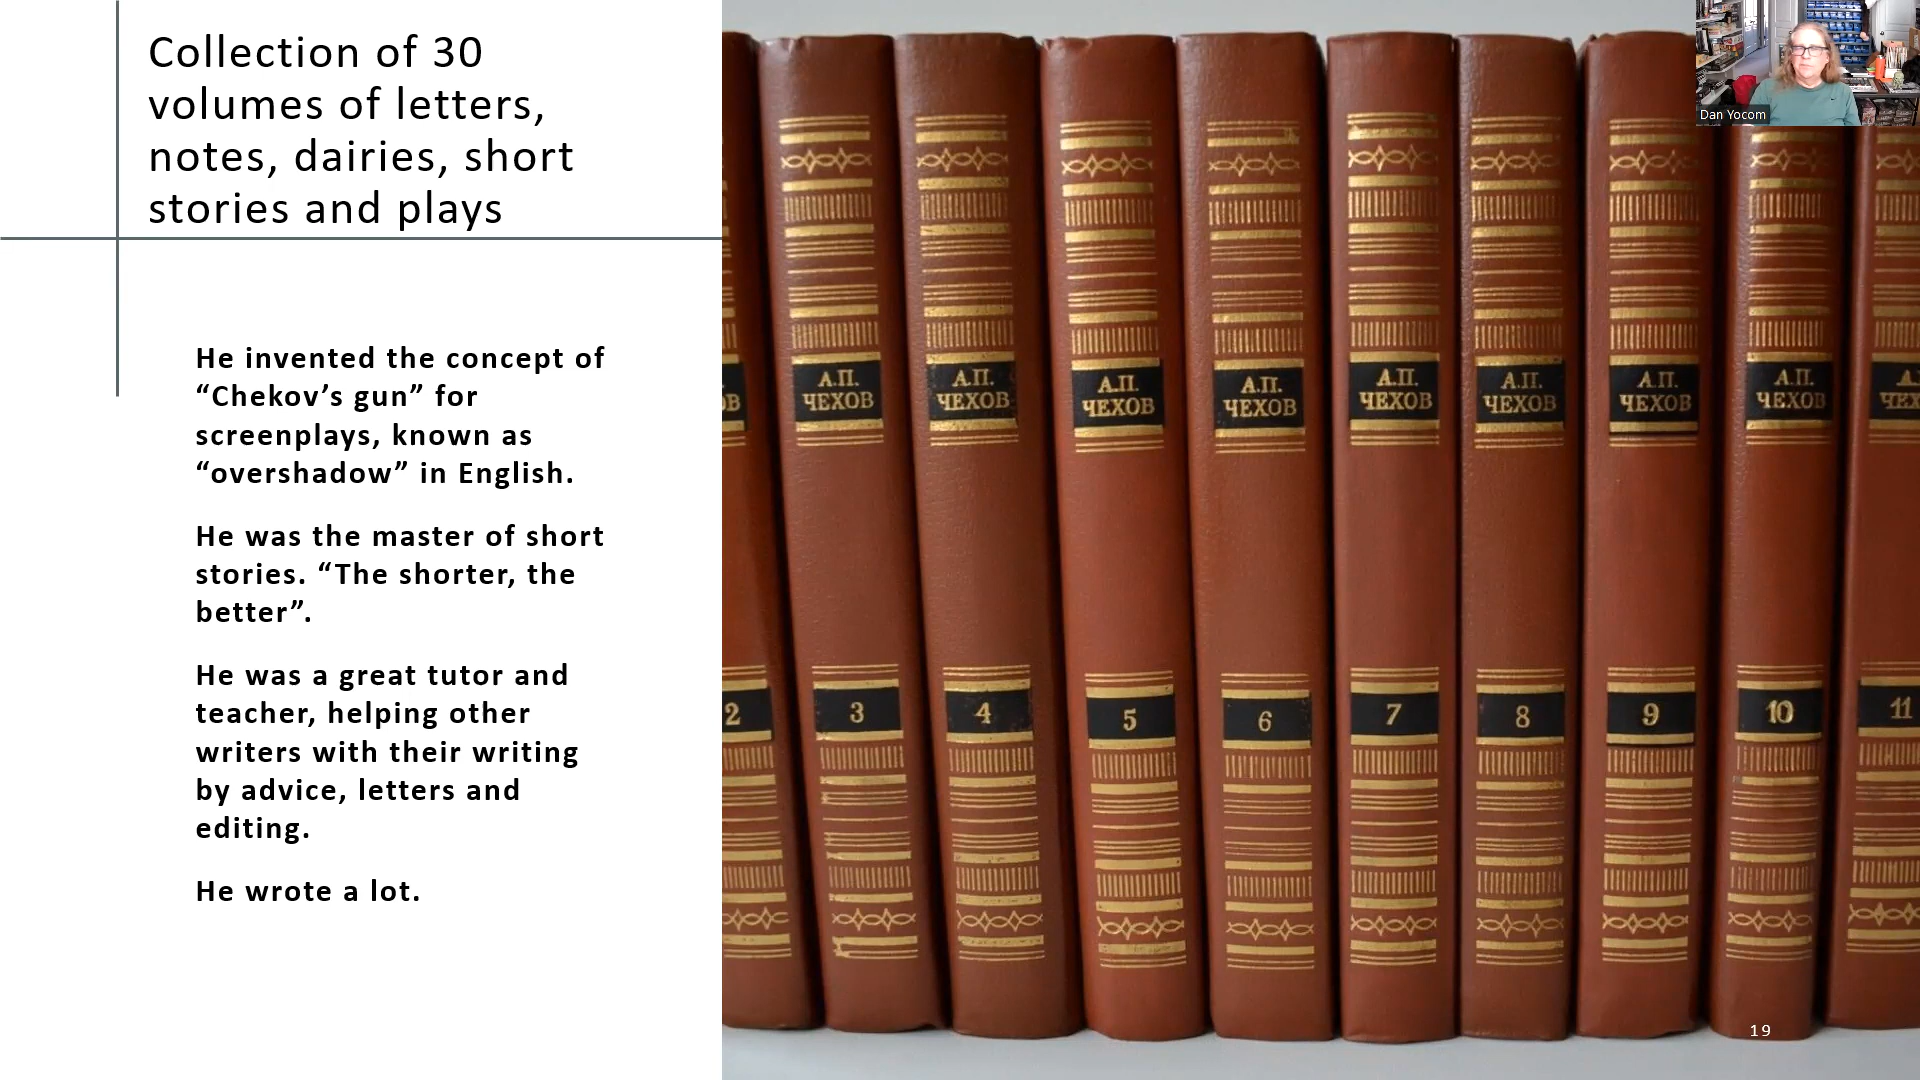 Collection of 30
volumes of letters,
notes, dairies, short
stories and plays
He invented the concept of
“Chekov’s gun” for
screenplays, known as
“overshadow” in English.
He was the master of short
stories. “The shorter, the
better”.
He was a great tutor and
teacher, helping other
writers with their writing
by advice, letters and
editing.
He wrote a lot.
ОВ
2
А.П.
ЧЕХОВ
3
А.П.
ЧЕХОВ
4
А.П.
ЧЕХОВ
5
А.П.
ЧЕХОВ
6
А.П.
ЧЕХОВ
7
А.П.
ЧЕХОВ
8
А.П.
ЧЕХОВ
9
А.П.
ЧЕХОВ
10
11
Dan Yocom
19